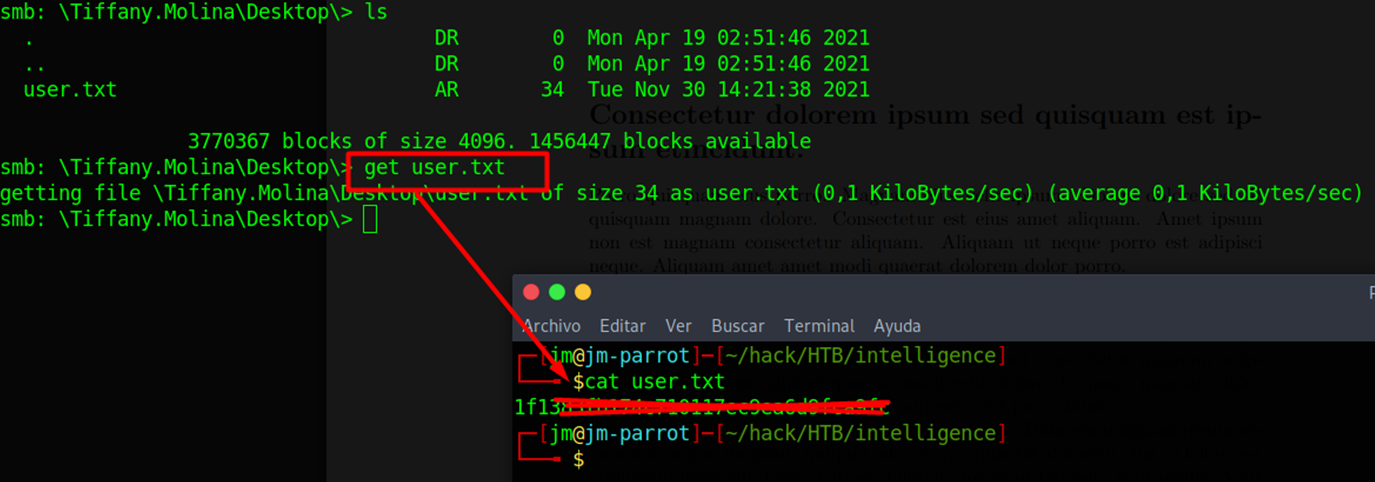 smb: \Tiffany.Molina\Desktop\> ls
. DR 0 Mon Apr 19 02:51:46 2021
.. DR 0 Mon Apr 19 02:51:46 2021
user.txt AR 34 Tue Nov 30 14:21:38 2021
Consectetur dolorem ipsum sed quisquam est ip-
3770367 blocks of size 4096. 1456447 blocks available
smb: \Tiffany.Molina\Desktop\> get user.txt
getting file \Tiffany.Molina\Desktop\user.txt of size 34 as user.txt (0,1 KiloBytes/sec) (average 0,1 KiloBytes/sec)
smb: \Tiffany.Molina\Desktop\>
quisquam magnam dolore. Consectetur est eius amet aliquam. Amet ipsum
non est magnam consectetur aliquam. Aliquam ut neque porro est adipisci
neque. Aliquam amet amet modi quaerat dolorem dolor porro.
Archivo Editar Ver Buscar Terminal Ayuda
[jm@jm-parrot]─[~/hack/HTB/intelligence]
$cat user.txt
[jm@jm-parrot]─[~/hack/HTB/intelligence]
$